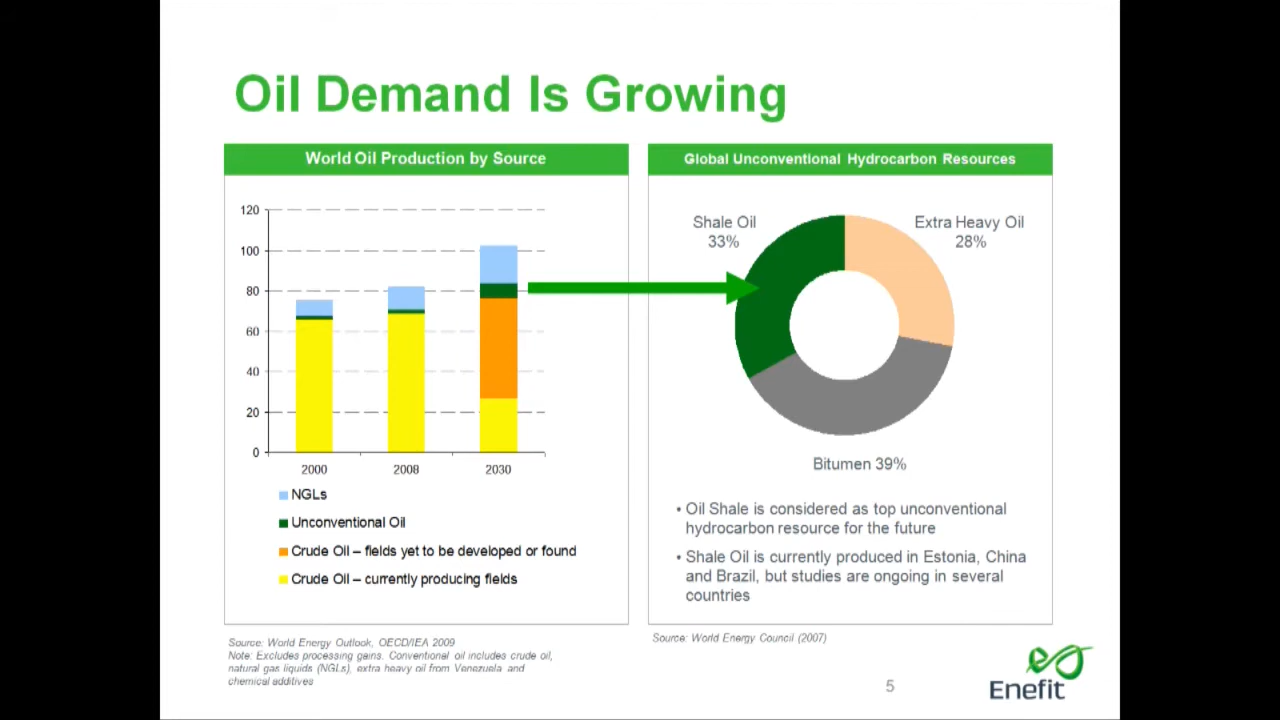 Oil Demand Is Growing
World Oil Production by Source
120
100
80
60
40
20
0
2000
2008
2030
NGLs
Unconventional Oil
Crude Oil – fields yet to be developed or found
Crude Oil – currently producing fields
Source: World Energy Outlook, OECD/IEA 2009
Note: Excludes processing gains. Conventional oil includes crude oil,
natural gas liquids (NGLs), extra heavy oil from Venezuela and
chemical additives
Global Unconventional Hydrocarbon Resources
Shale Oil
33%
Extra Heavy Oil
28%
Bitumen 39%
• Oil Shale is considered as top unconventional
hydrocarbon resource for the future
• Shale Oil is currently produced in Estonia, China
and Brazil, but studies are ongoing in several
countries
Source: World Energy Council (2007)
5
Enefit